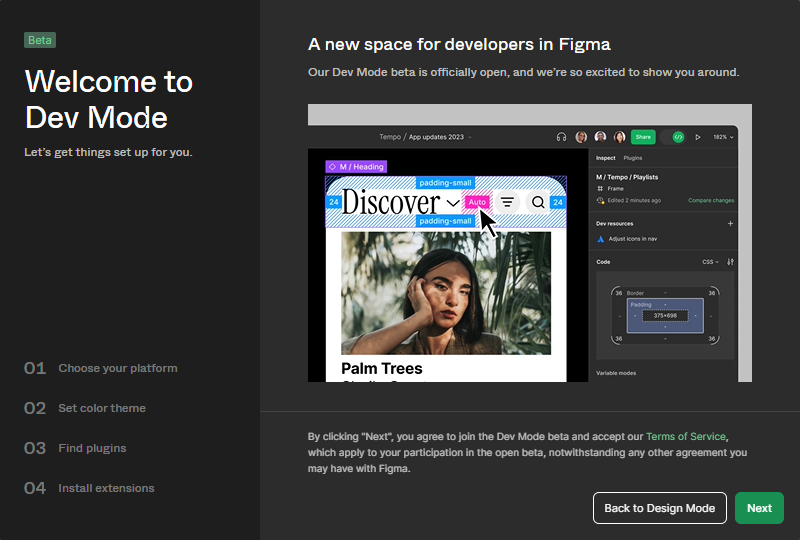 Beta
Welcome to
Dev Mode
Let's get things set up for you.
01 Choose your platform
02 Set color theme
03 Find plugins
04 Install extensions
A new space for developers in Figma
Our Dev Mode beta is officially open, and we're so excited to show you around.
Tempo / App updates 2023
Share
182%
M / Heading
padding-small
24
Discover
Auto
24
padding-small
Palm Trees
Inspect Plugins
M / Tempo / Playlists
Frame
Edited 2 minutes ago Compare changes
Dev resources +
Adjust icons in nav
Code CSS
36 Border - 36
Padding
375×698
36 - 36
Variable modes
By clicking "Next", you agree to join the Dev Mode beta and accept our Terms of Service,
which apply to your participation in the open beta, notwithstanding any other agreement you
may have with Figma.
Back to Design Mode
Next